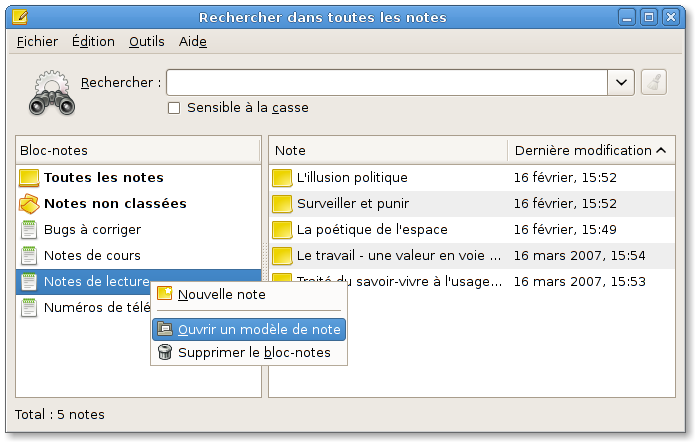 Rechercher dans toutes les notes
Fichier Édition Outils Aide
Rechercher :
Sensible à la casse
Bloc-notes
Toutes les notes
Notes non classées
Bugs à corriger
Notes de cours
Notes de lecture
Numéros de télé
Note Dernière modification
L'illusion politique 16 février, 15:52
Surveiller et punir 16 février, 15:52
La poétique de l'espace 16 février, 15:49
Le travail - une valeur en voie ... 16 mars 2007, 15:54
Traité du savoir-vivre à l'usage... 16 mars 2007, 15:53
Nouvelle note
Ouvrir un modèle de note
Supprimer le bloc-notes
Total : 5 notes